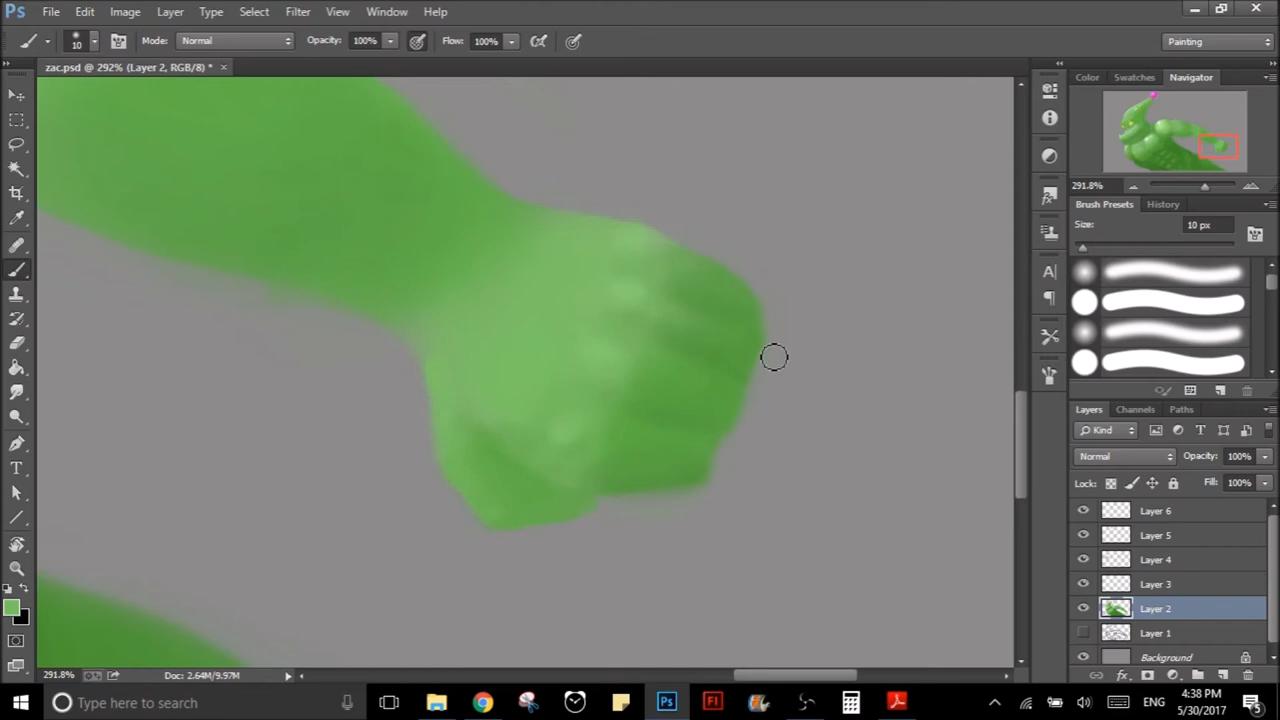 Ps File Edit Image Layer Type Select Filter View Window Help
10 Mode: Normal Opacity: 100% Flow: 100% Painting
zac.psd @ 292% (Layer 2, RGB/8) * ×
Color Swatches Navigator
291.8%
Brush Presets History
Size: 10 px
Layers Channels Paths
Kind
Normal Opacity: 100%
Lock: Fill: 100%
Layer 6
Layer 5
Layer 4
Layer 3
Layer 2
Layer 1
Background
291.8% Doc: 2.64M/9.97M
Type here to search Ps Fl ENG 4:38 PM
5/30/2017 5